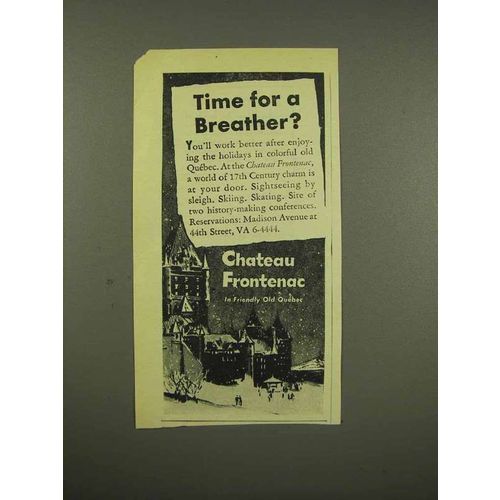 Time for a
Breather?
You'll work better after enjoy-
ing the holidays in colorful old
Québec. At the Chateau Frontenac,
a world of 17th Century charm is
at your door. Sightseeing by
sleigh. Skiing. Skating. Site of
two history-making conferences.
Reservations: Madison Avenue at
44th Street, VA 6-4444.
Chateau
Frontenac
In Friendly Old Québec